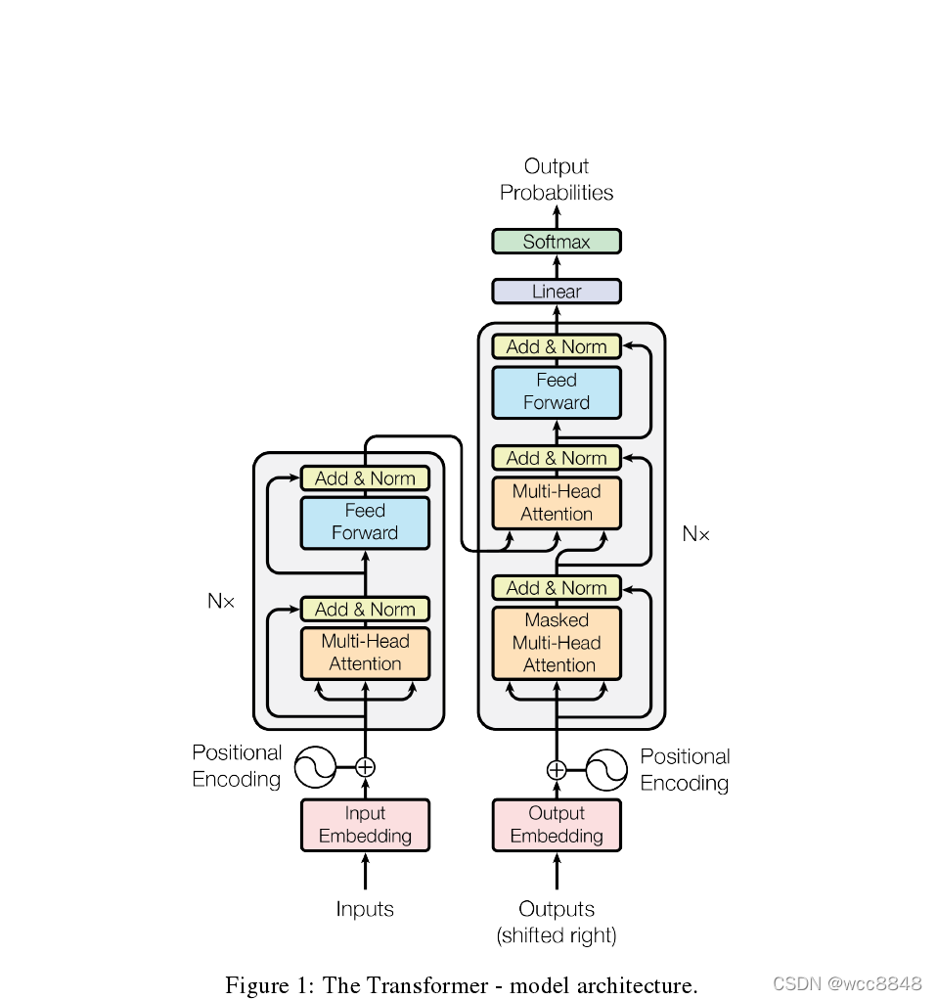 Output
Probabilities
Softmax
Linear
Add & Norm
Feed
Forward
Add & Norm
Multi-Head
Attention
N×
Add & Norm
Masked
Multi-Head
Attention
Add & Norm
Feed
Forward
N×
Add & Norm
Multi-Head
Attention
Positional
Encoding
Positional
Encoding
Input
Embedding
Output
Embedding
Inputs
Outputs
(shifted right)
Figure 1: The Transformer - model architecture.
CSDN @wcc8848